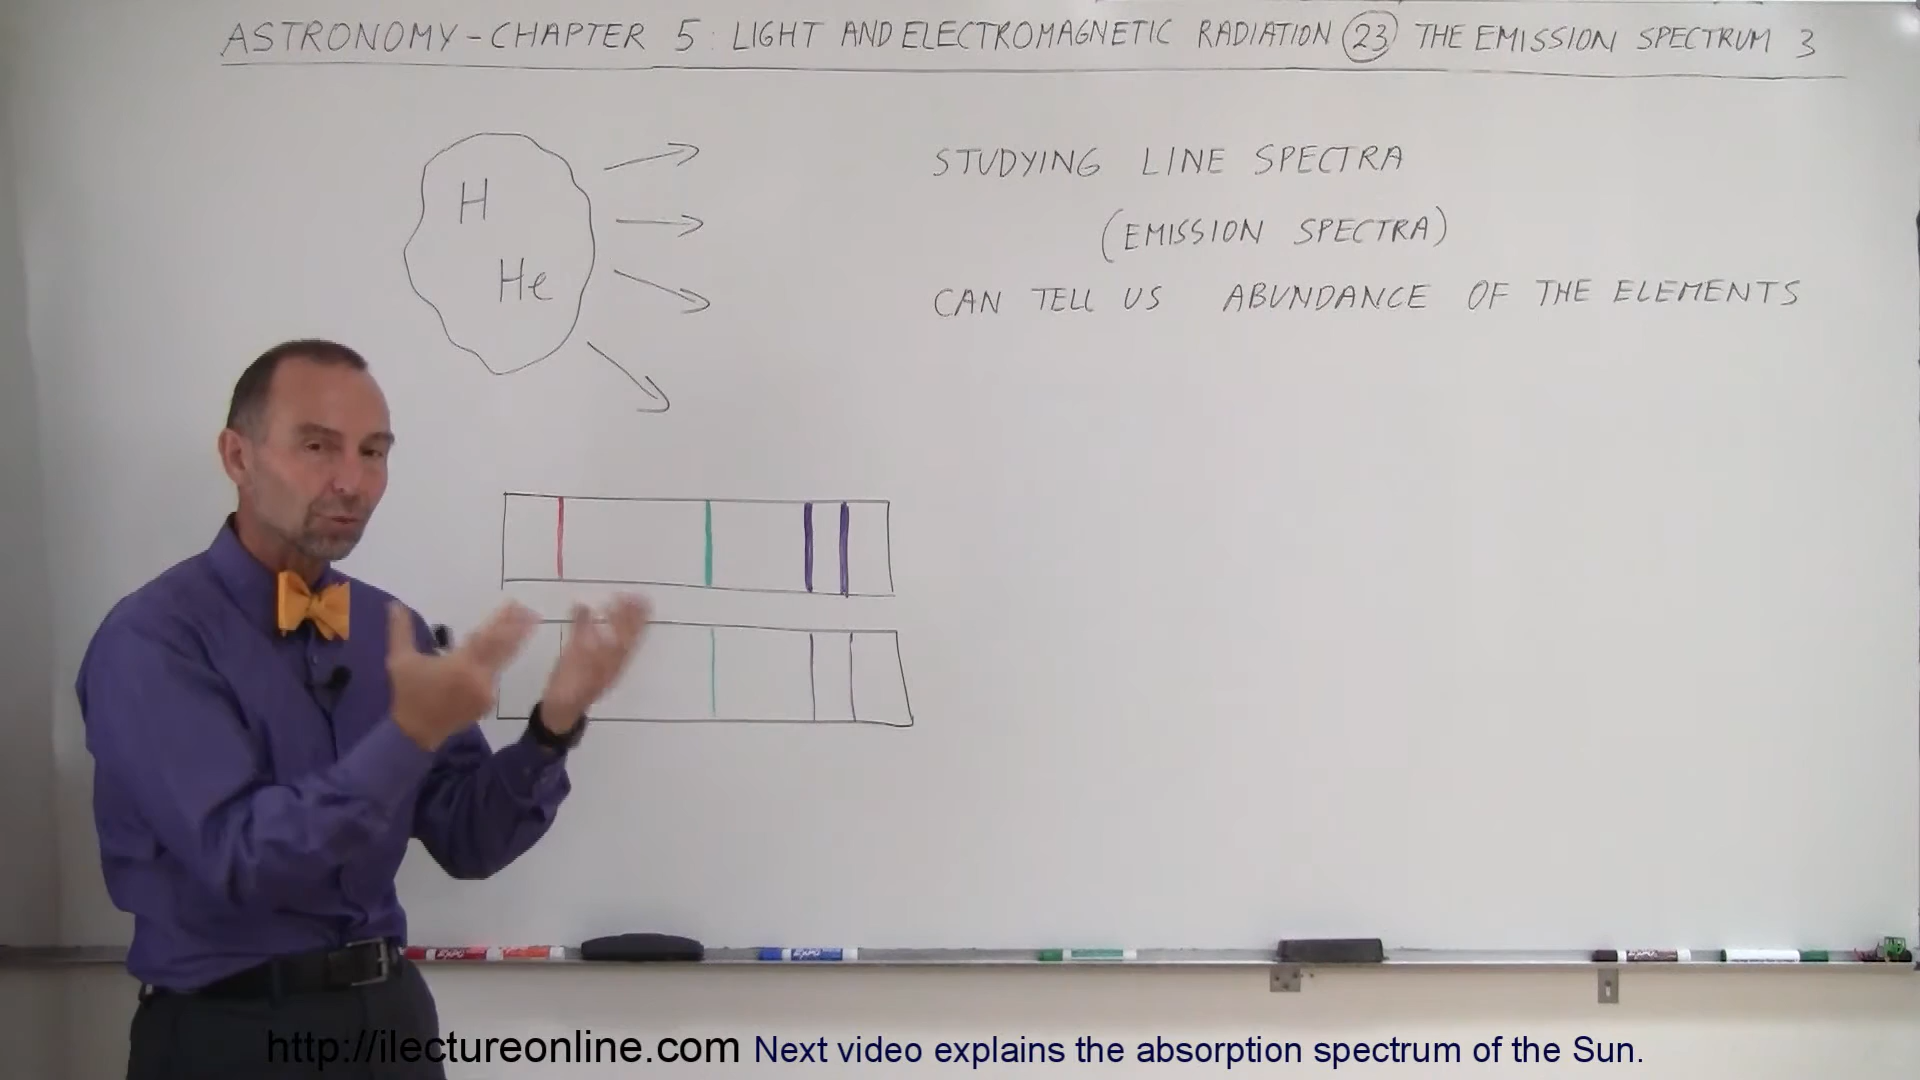 ASTRONOMY - CHAPTER 5: LIGHT AND ELECTROMAGNETIC RADIATION 23 THE EMISSION SPECTRUM 3
H
He
STUDYING LINE SPECTRA
(EMISSION SPECTRA)
CAN TELL US ABUNDANCE OF THE ELEMENTS
http://ilectureonline.com Next video explains the absorption spectrum of the Sun.